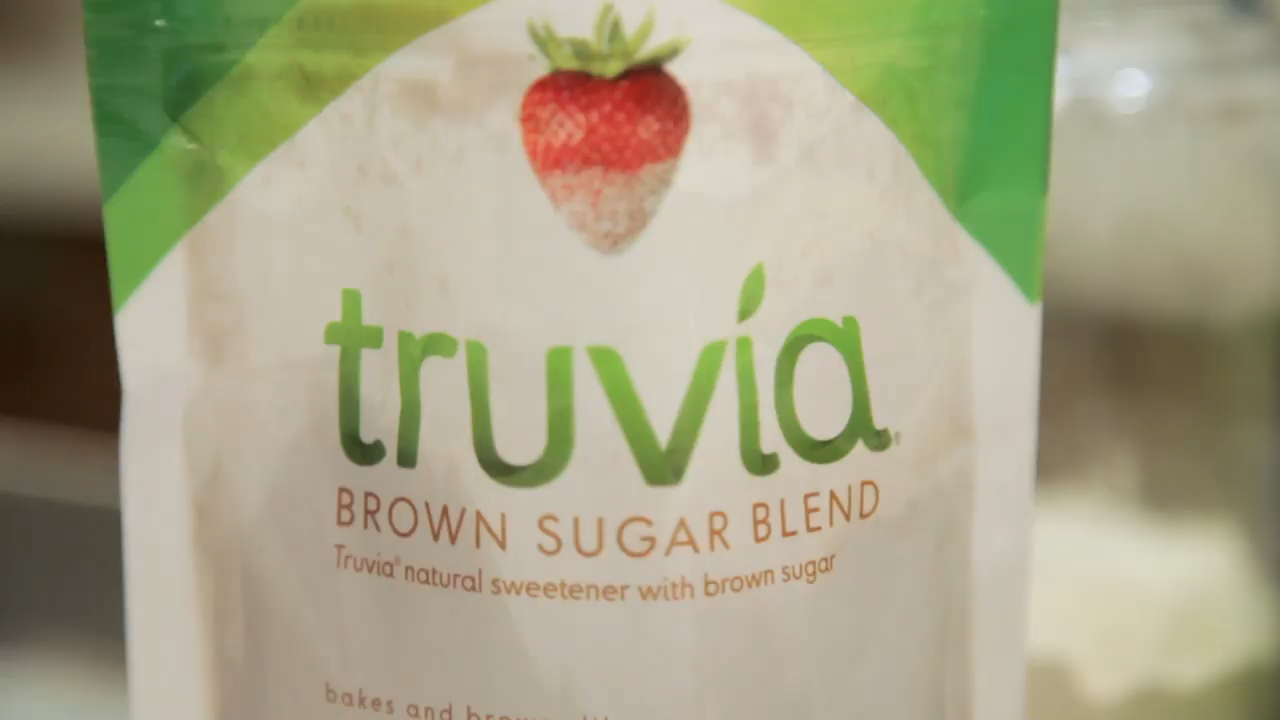 truvia
BROWN SUGAR BLEND
Truvia® natural sweetener with brown sugar
bakes and